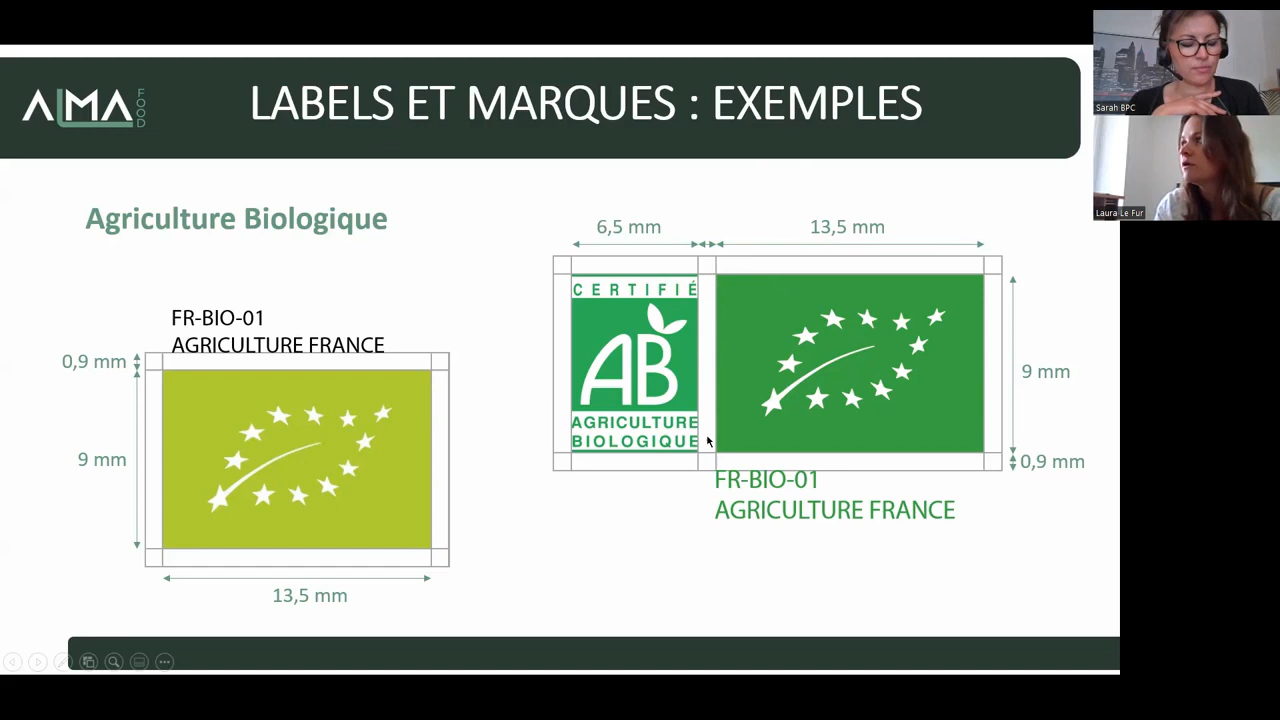 ALMA FOOD
LABELS ET MARQUES : EXEMPLES
Sarah BPC
Laura Le Fur
Agriculture Biologique
6,5 mm
13,5 mm
CERTIFIÉ
AB
AGRICULTURE
BIOLOGIQUE
9 mm
0,9 mm
FR-BIO-01
AGRICULTURE FRANCE
FR-BIO-01
AGRICULTURE FRANCE
0,9 mm
9 mm
13,5 mm